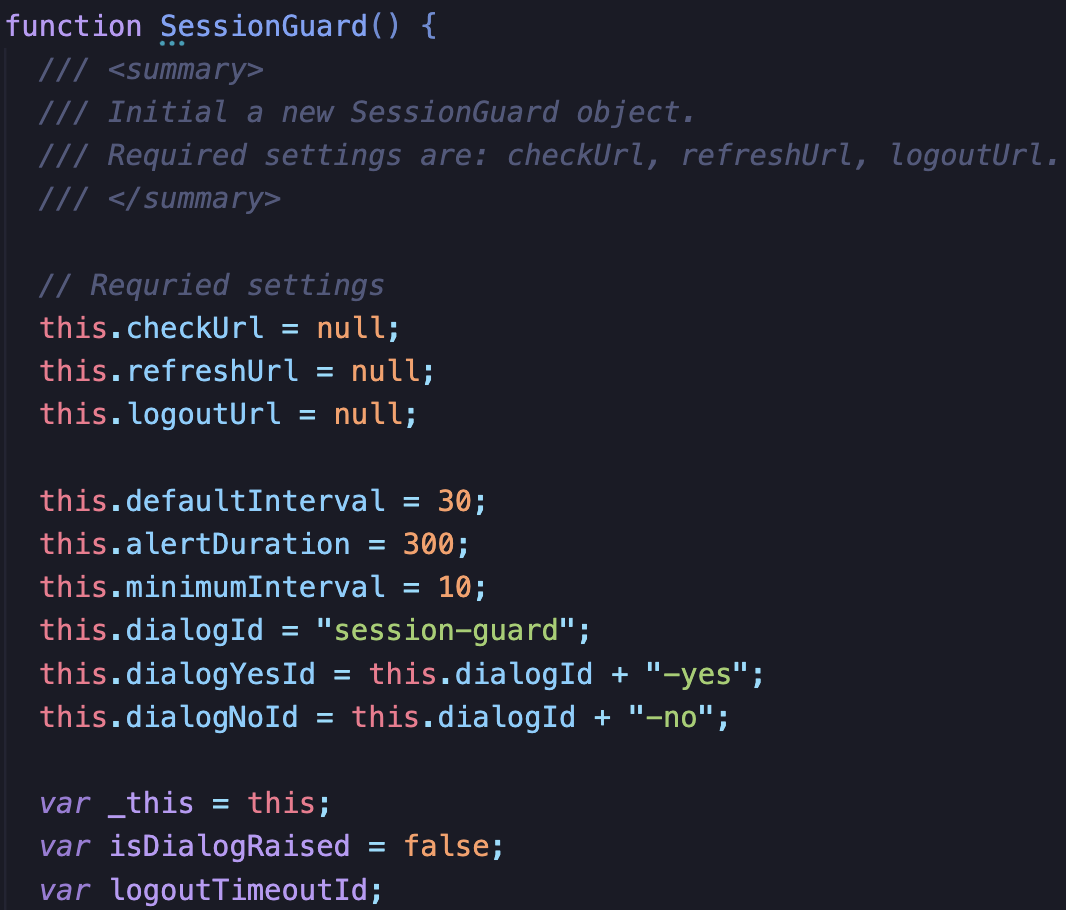 function SessionGuard() {
/// <summary>
/// Initial a new SessionGuard object.
/// Required settings are: checkUrl, refreshUrl, logoutUrl.
/// </summary>
// Requried settings
this.checkUrl = null;
this.refreshUrl = null;
this.logoutUrl = null;
this.defaultInterval = 30;
this.alertDuration = 300;
this.minimumInterval = 10;
this.dialogId = "session-guard";
this.dialogYesId = this.dialogId + "-yes";
this.dialogNoId = this.dialogId + "-no";
var _this = this;
var isDialogRaised = false;
var logoutTimeoutId;